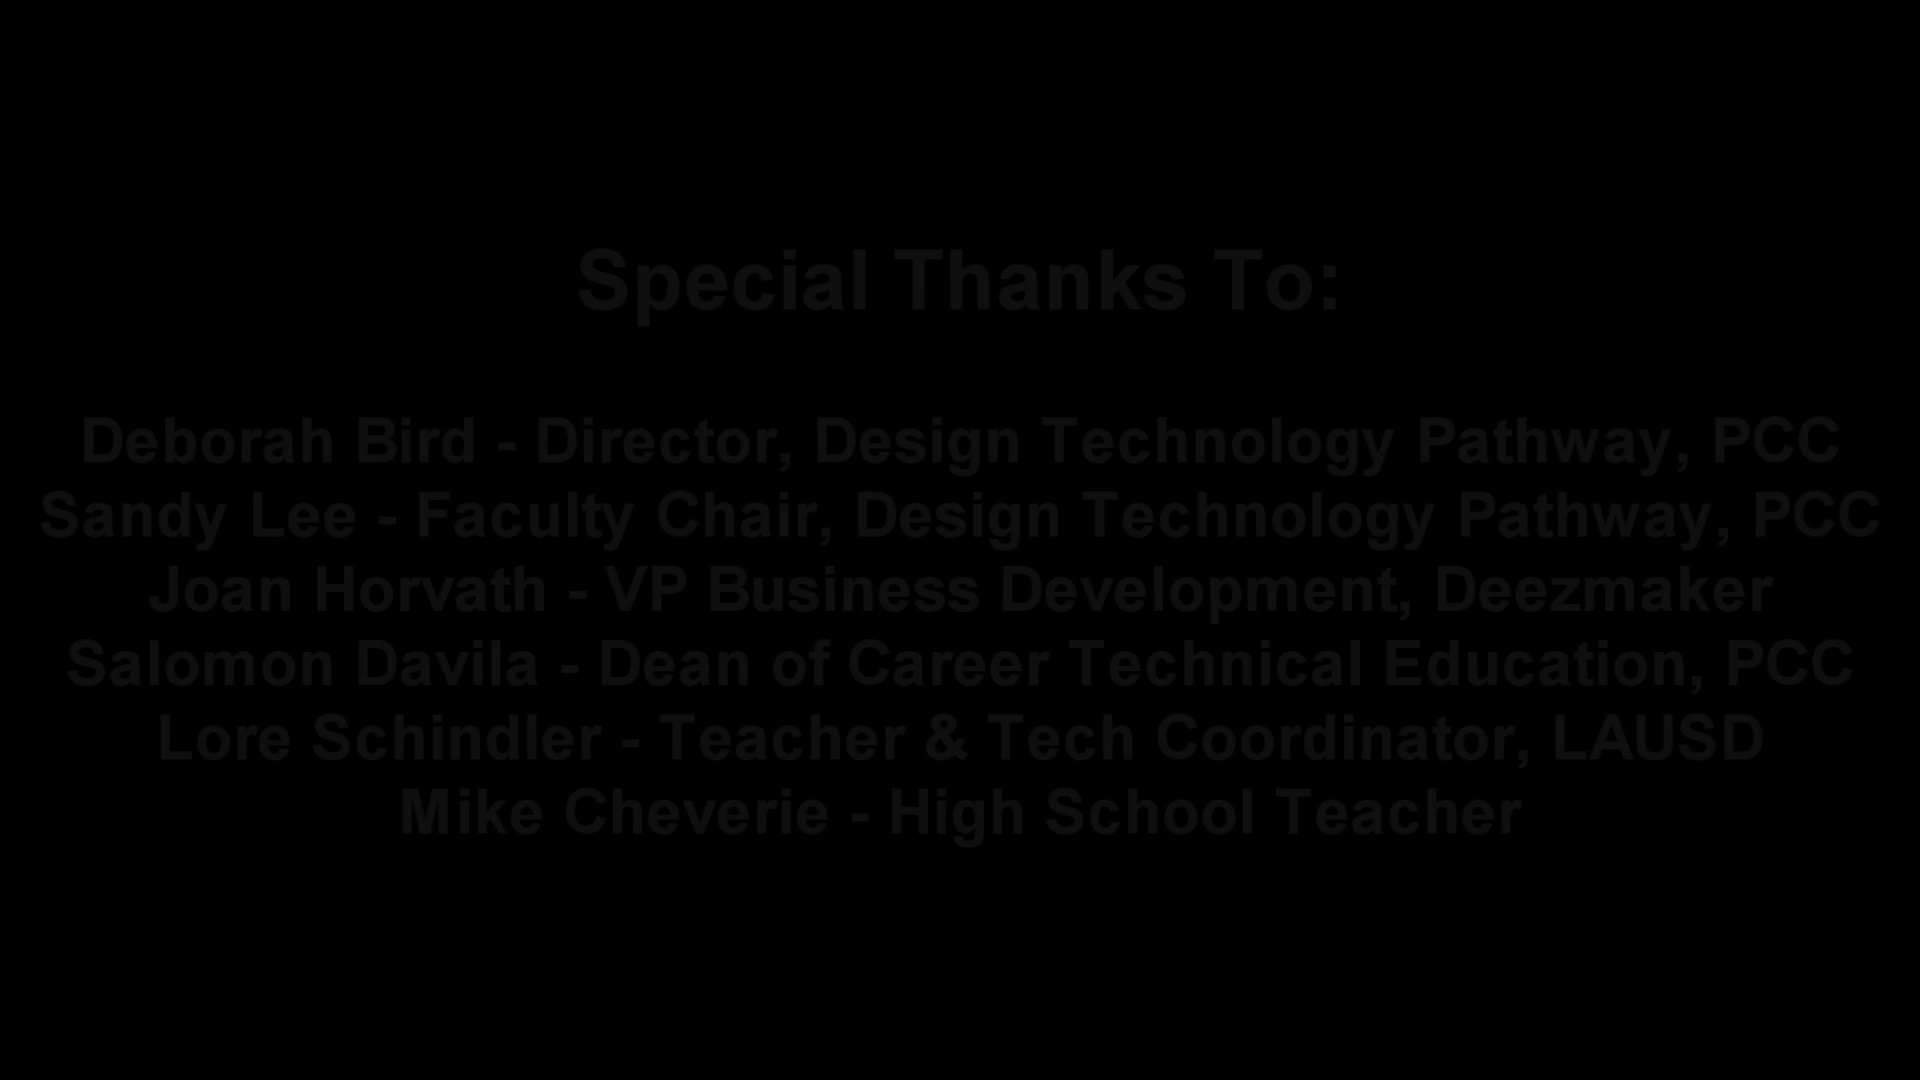 Special Thanks To:
Deborah Bird - Director, Design Technology Pathway, PCC
Sandy Lee - Faculty Chair, Design Technology Pathway, PCC
Joan Horvath - VP Business Development, Deezmaker
Salomon Davila - Dean of Career Technical Education, PCC
Lore Schindler - Teacher & Tech Coordinator, LAUSD
Mike Cheverie - High School Teacher